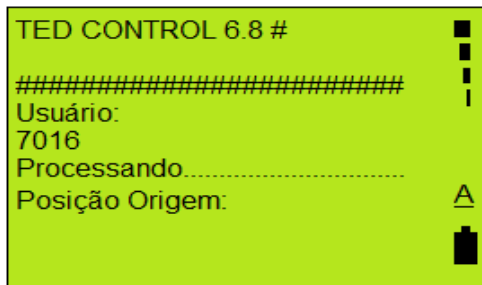 TED CONTROL 6.8 #
###########################
Usuário:
7016
Processando..............................
Posição Origem:
A